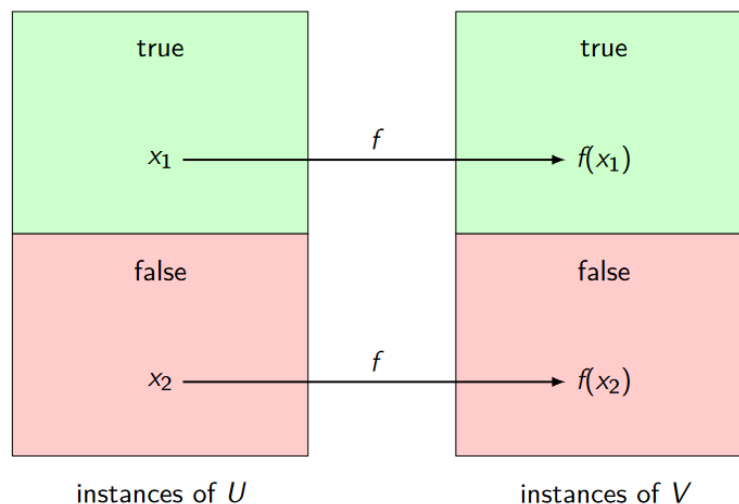 true true
f
x₁ f(x₁)
false false
f
x₂ f(x₂)
instances of U instances of V